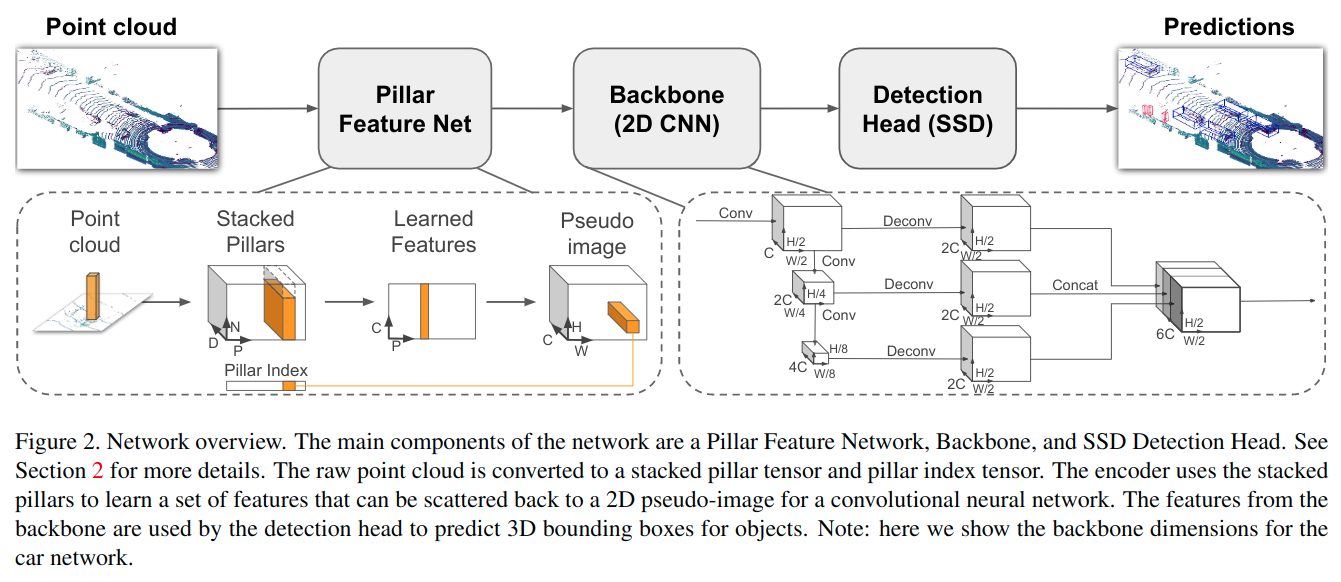 Point cloud
Predictions
Pillar
Feature Net
Backbone
(2D CNN)
Detection
Head (SSD)
Point
cloud
Stacked
Pillars
Learned
Features
Pseudo
image
D
N
P
C
P
C
H
W
Pillar Index
Conv
C
H/2
W/2
Conv
2C
H/4
W/4
Conv
4C
H/8
W/8
Deconv
2C
H/2
W/2
Deconv
2C
H/2
W/2
Deconv
2C
H/2
W/2
Concat
6C
H/2
W/2
Figure 2. Network overview. The main components of the network are a Pillar Feature Network, Backbone, and SSD Detection Head. See
Section 2 for more details. The raw point cloud is converted to a stacked pillar tensor and pillar index tensor. The encoder uses the stacked
pillars to learn a set of features that can be scattered back to a 2D pseudo-image for a convolutional neural network. The features from the
backbone are used by the detection head to predict 3D bounding boxes for objects. Note: here we show the backbone dimensions for the
car network.